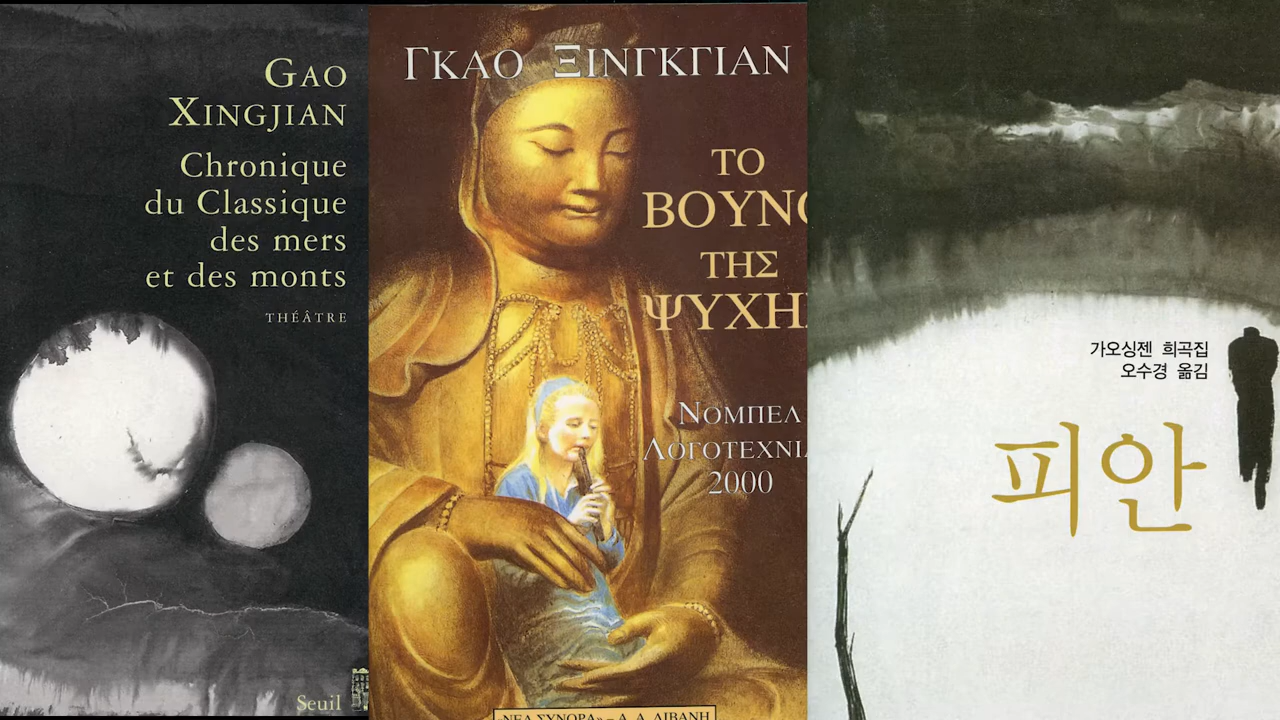 GAO
XINGJIAN
Chronique
du Classique
des mers
et des monts
THÉÂTRE
Seuil
ΓΚΑΟ ΞΙΝΓΚΓΙΑΝ
ΤΟ
ΒΟΥΝΟ
ΤΗΣ
ΨΥΧΗ
ΝΟΜΠΕΛ
ΛΟΓΟΤΕΧΝΙ
2000
«ΝΕΑ ΣΥΝΟΡΑ» - Α. Α. ΛΙΒΑΝΗ
가오싱젠 희곡집
오수경 옮김
피안